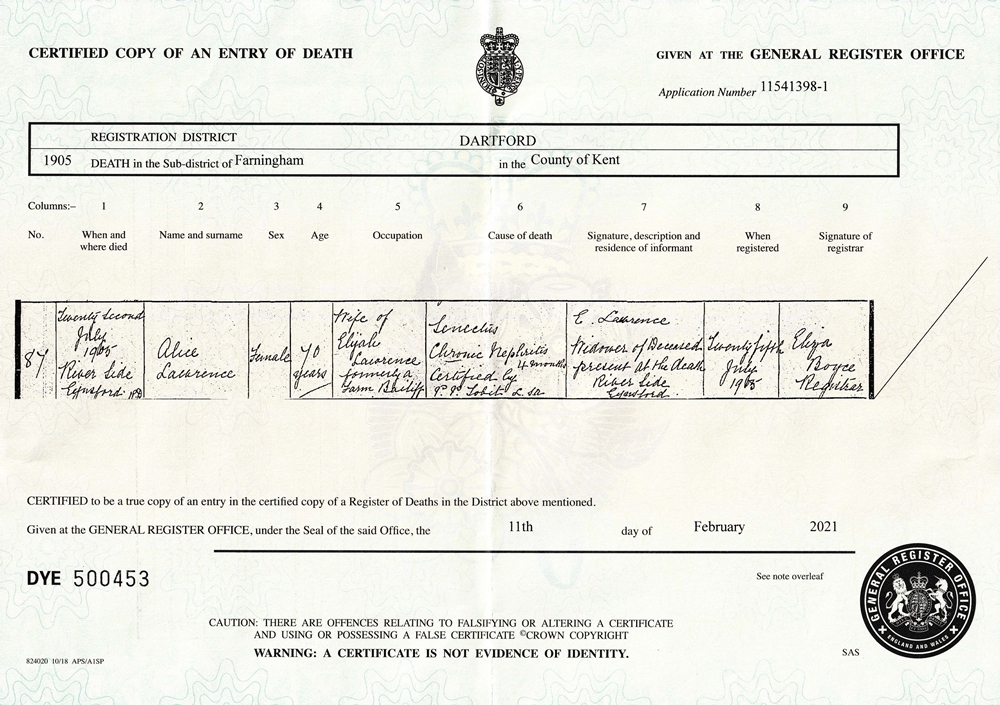 CERTIFIED COPY OF AN ENTRY OF DEATH
GIVEN AT THE GENERAL REGISTER OFFICE
Application Number 11541398-1
REGISTRATION DISTRICT DARTFORD
1905 DEATH in the Sub-district of Farningham in the County of Kent
Columns:– 1 2 3 4 5 6 7 8 9
No. When and where died Name and surname Sex Age Occupation Cause of death Signature, description and residence of informant When registered Signature of registrar
87
Twenty Second
July
1905
River Side
Eynsford
Alice
Lawrence
Female
70
years
Wife of
Elijah
Lawrence
formerly a
Farm Bailiff
Senectus
Chronic Nephritis
4 months
Certified by
E. Lawrence
Widower of Deceased
present at the death
River Side
Eynsford
Twenty fifth
July
1905
Eliza
Boyce
Registrar
CERTIFIED to be a true copy of an entry in the certified copy of a Register of Deaths in the District above mentioned.
Given at the GENERAL REGISTER OFFICE, under the Seal of the said Office, the 11th day of February 2021
DYE 500453
See note overleaf
GENERAL REGISTER OFFICE
ENGLAND AND WALES
CAUTION: THERE ARE OFFENCES RELATING TO FALSIFYING OR ALTERING A CERTIFICATE
AND USING OR POSSESSING A FALSE CERTIFICATE ©CROWN COPYRIGHT
WARNING: A CERTIFICATE IS NOT EVIDENCE OF IDENTITY.
824020 10/18 APS/A1SP
SAS